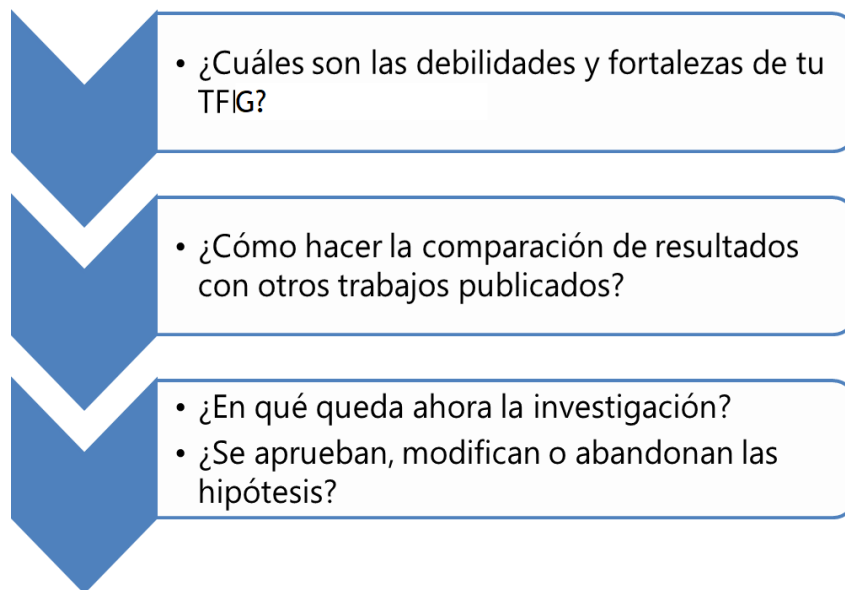 • ¿Cuáles son las debilidades y fortalezas de tu
TFG?
• ¿Cómo hacer la comparación de resultados
con otros trabajos publicados?
• ¿En qué queda ahora la investigación?
• ¿Se aprueban, modifican o abandonan las
hipótesis?